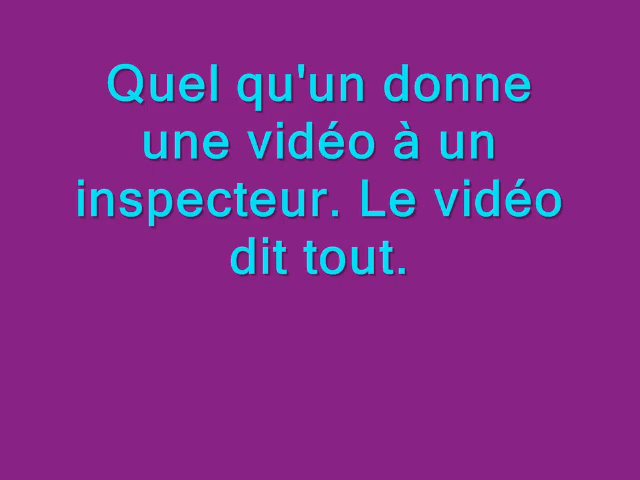 Quel qu'un donne
une vidéo à un
inspecteur. Le vidéo
dit tout.